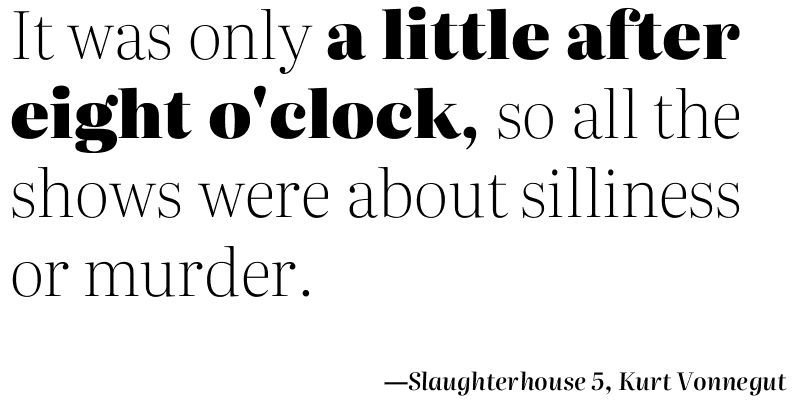 It was only a little after
eight o'clock, so all the
shows were about silliness
or murder.
—Slaughterhouse 5, Kurt Vonnegut